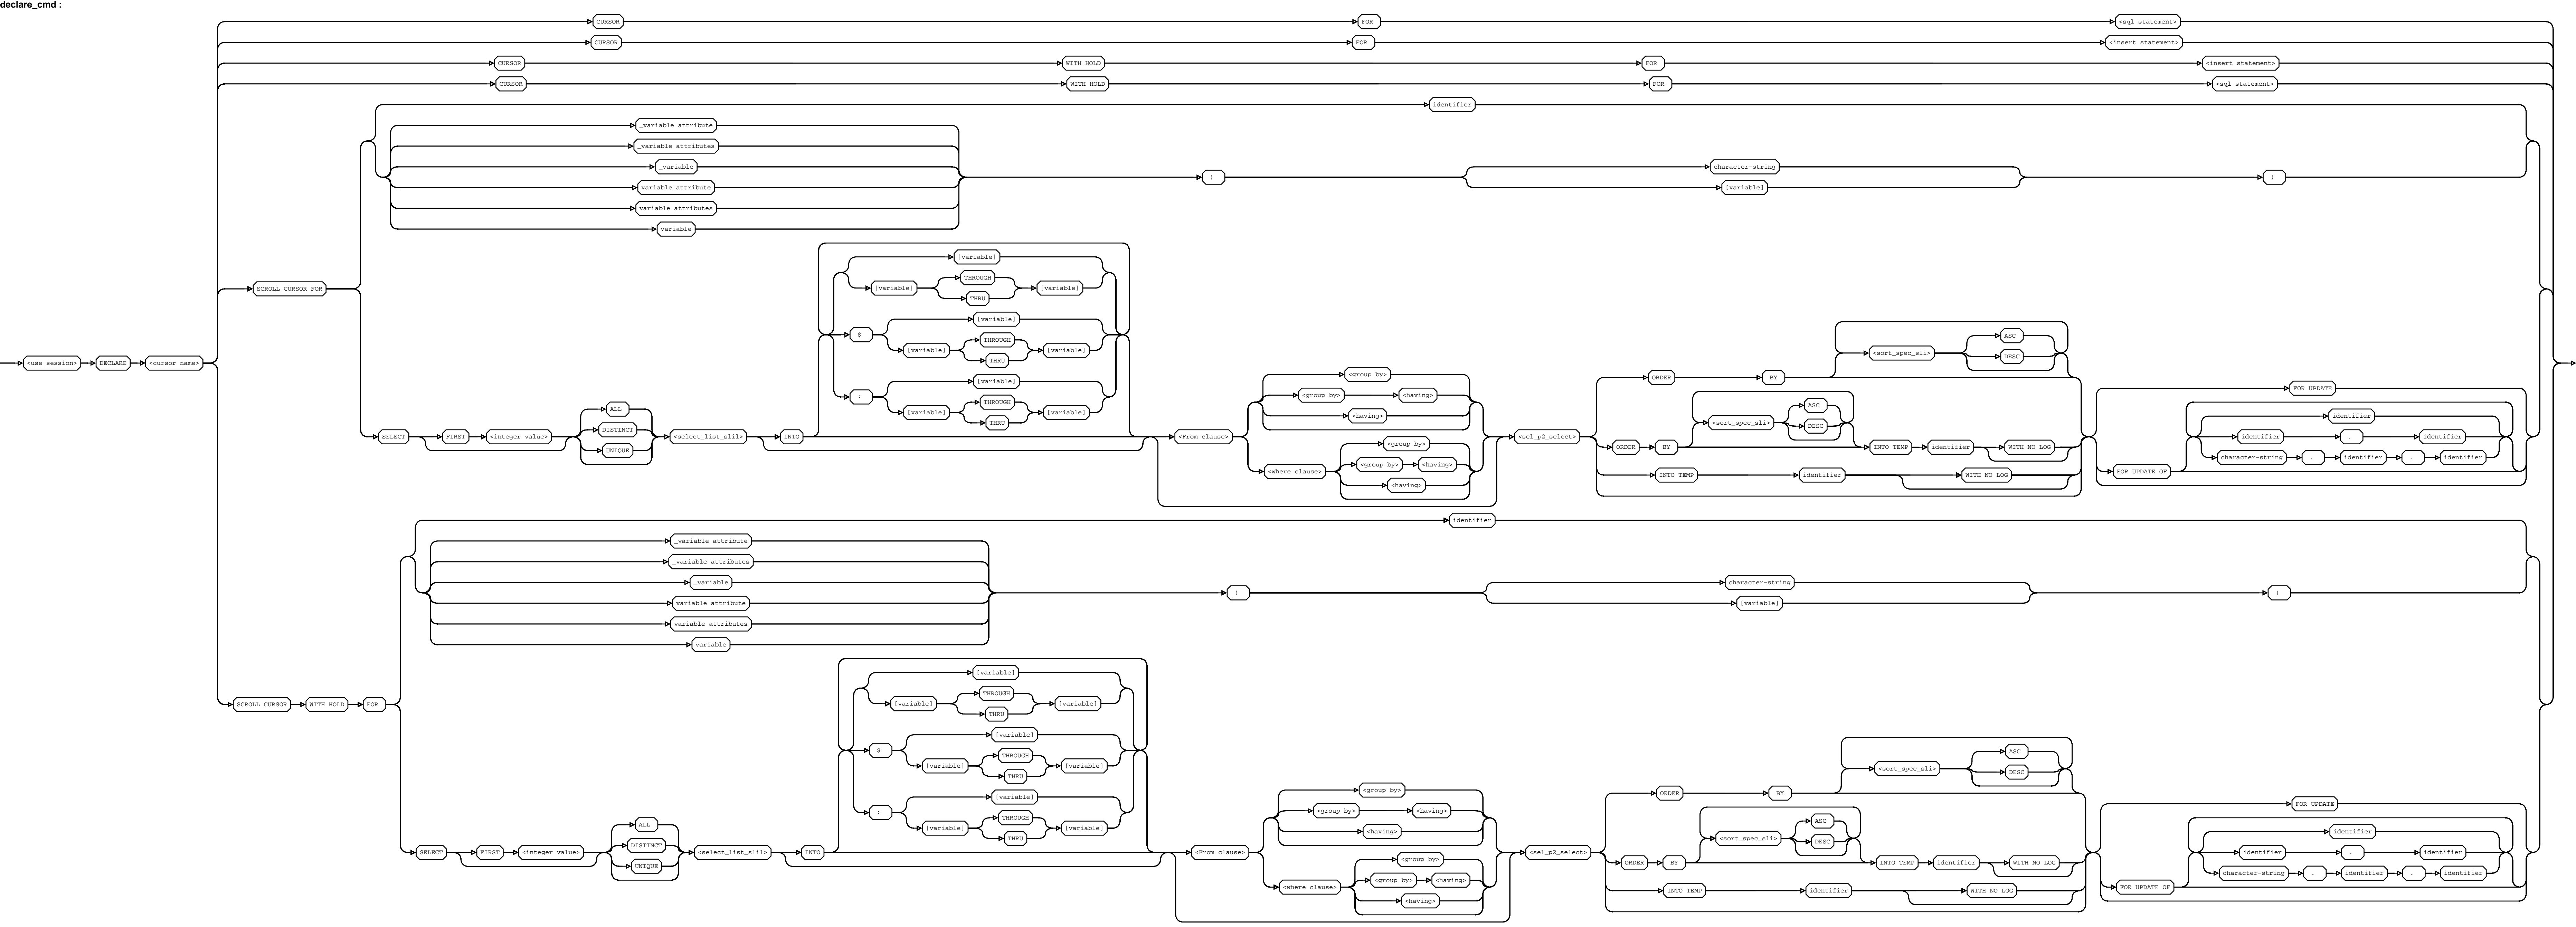 declare_cmd :
CURSOR FOR <sql statement>
CURSOR FOR <insert statement>
CURSOR WITH HOLD FOR <insert statement>
CURSOR WITH HOLD FOR <sql statement>
identifier
_variable attribute
_variable attributes
_variable character-string
( )
variable attribute [variable]
variable attributes
variable
[variable]
THROUGH
SCROLL CURSOR FOR [variable] [variable]
THRU
[variable]
$ THROUGH ASC
[variable] [variable]
<sort_spec_sli>
THRU DESC
<use session> DECLARE <cursor name>
<group by> ORDER BY
[variable] FOR UPDATE
: <group by> <having>
THROUGH ASC
[variable] [variable]
ALL <having> identifier
THRU <sort_spec_sli>
DISTINCT DESC
SELECT FIRST <integer value> <select_list_slil> INTO <From clause> <sel_p2_select> identifier . identifier
<group by>
UNIQUE ORDER BY INTO TEMP identifier WITH NO LOG
character-string . identifier . identifier
<where clause> <group by> <having> FOR UPDATE OF
INTO TEMP identifier WITH NO LOG
<having>
identifier
_variable attribute
_variable attributes
_variable character-string
( )
variable attribute [variable]
variable attributes
variable
[variable]
THROUGH
[variable] [variable]
SCROLL CURSOR WITH HOLD FOR
THRU
[variable]
$ THROUGH ASC
[variable] [variable]
<sort_spec_sli>
THRU DESC
<group by> ORDER BY
[variable] FOR UPDATE
: <group by> <having>
THROUGH ASC
[variable] [variable]
ALL <having> identifier
THRU <sort_spec_sli>
DISTINCT DESC
SELECT FIRST <integer value> <select_list_slil> INTO <From clause> <sel_p2_select> identifier . identifier
<group by>
UNIQUE ORDER BY INTO TEMP identifier WITH NO LOG
character-string . identifier . identifier
<where clause> <group by> <having> FOR UPDATE OF
INTO TEMP identifier WITH NO LOG
<having>